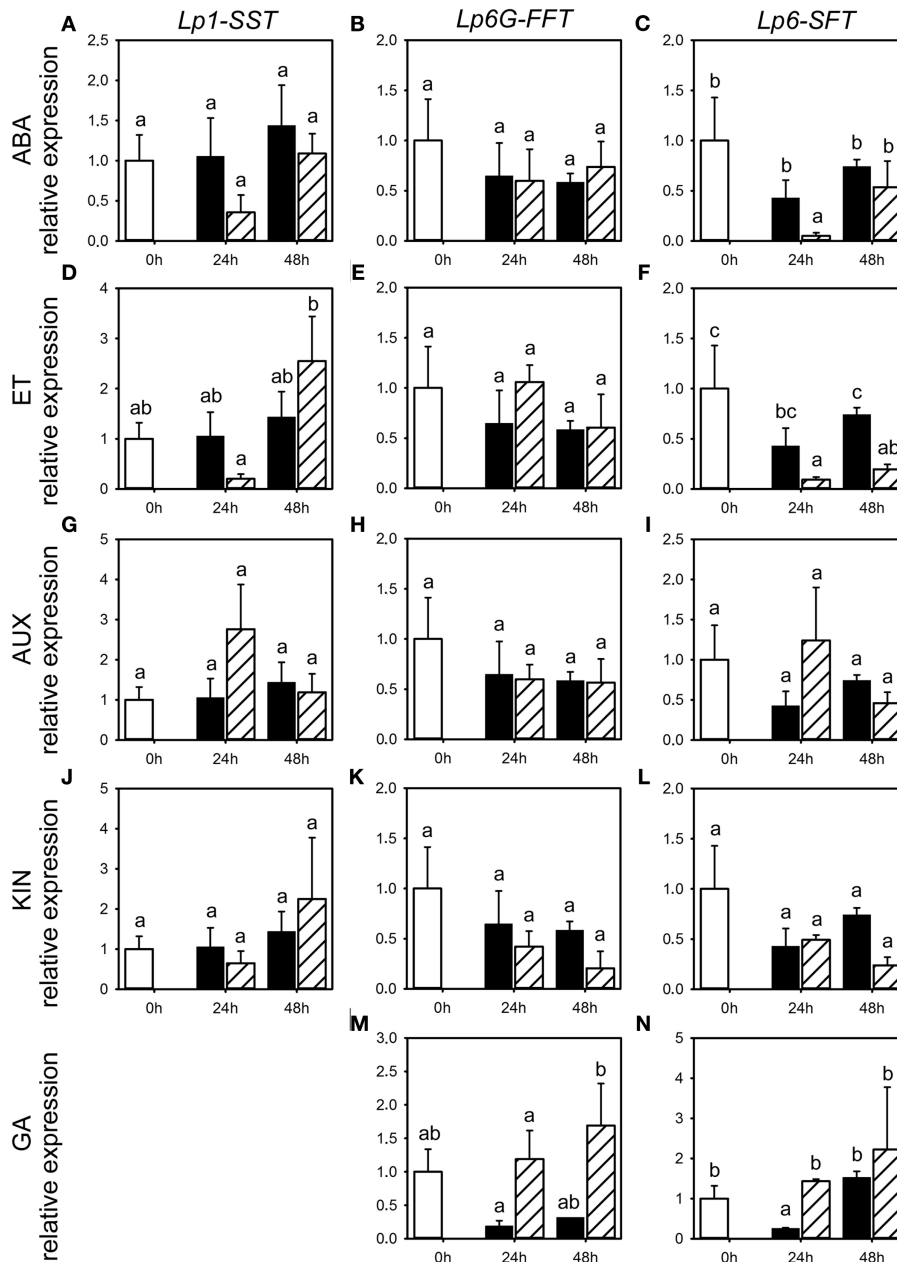 A Lp1-SST B Lp6G-FFT C Lp6-SFT
ABA
relative expression
2.5
2.0
1.5
1.0
0.5
0.0
a a a a a
0h 24h 48h
2.0
1.5
1.0
0.5
0.0
a a a a a
0h 24h 48h
2.0
1.5
1.0
0.5
0.0
b b a b b
0h 24h 48h
D E F
ET
relative expression
4
3
2
1
0
ab ab a ab b
0h 24h 48h
2.0
1.5
1.0
0.5
0.0
a a a a a
0h 24h 48h
2.0
1.5
1.0
0.5
0.0
c bc a c ab
0h 24h 48h
G H I
AUX
relative expression
5
4
3
2
1
0
a a a a a
0h 24h 48h
2.0
1.5
1.0
0.5
0.0
a a a a a
0h 24h 48h
2.5
2.0
1.5
1.0
0.5
0.0
a a a a a
0h 24h 48h
J K L
KIN
relative expression
5
4
3
2
1
0
a a a a a
0h 24h 48h
2.0
1.5
1.0
0.5
0.0
a a a a a
0h 24h 48h
2.0
1.5
1.0
0.5
0.0
a a a a a
0h 24h 48h
M N
GA
relative expression
3.0
2.5
2.0
1.5
1.0
0.5
0.0
ab a a ab b
0h 24h 48h
5
4
3
2
1
0
b a b b b
0h 24h 48h